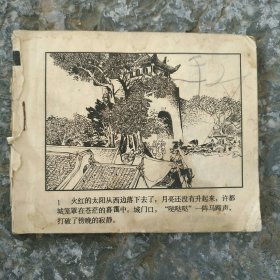 1 火红的太阳从西边落下去了，月亮还没有升起来，许都
城笼罩在苍茫的暮霭中。城门口，“哒哒哒”一阵马蹄声，
打破了傍晚的寂静。